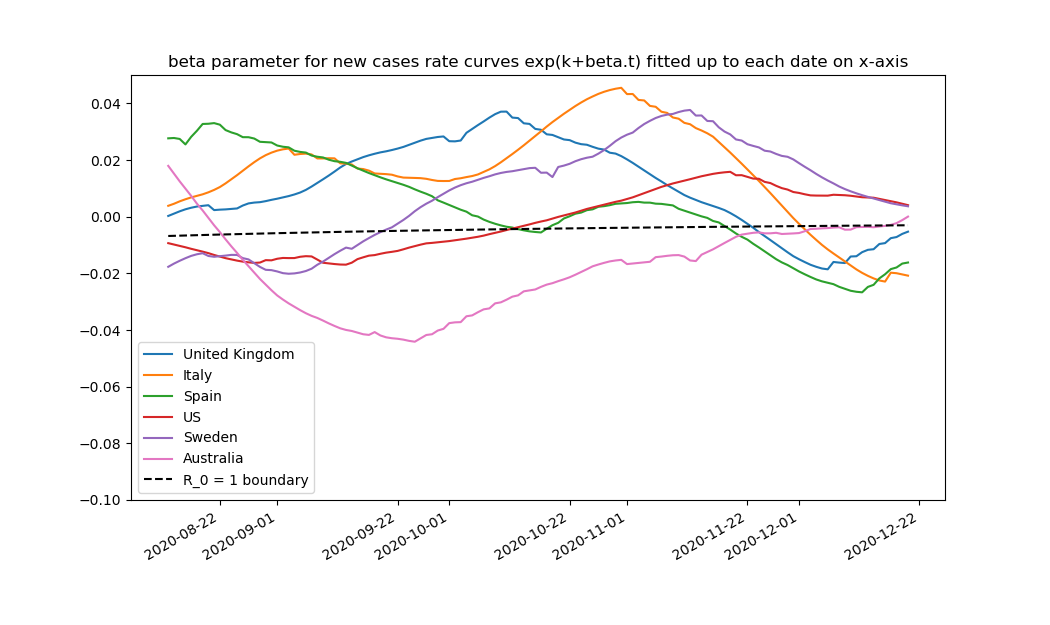 beta parameter for new cases rate curves exp(k+beta.t) fitted up to each date on x-axis
0.04
0.02
0.00
−0.02
−0.04
−0.06
−0.08
−0.10
United Kingdom
Italy
Spain
US
Sweden
Australia
R_0 = 1 boundary
2020-08-22
2020-09-01
2020-09-22
2020-10-01
2020-10-22
2020-11-01
2020-11-22
2020-12-01
2020-12-22